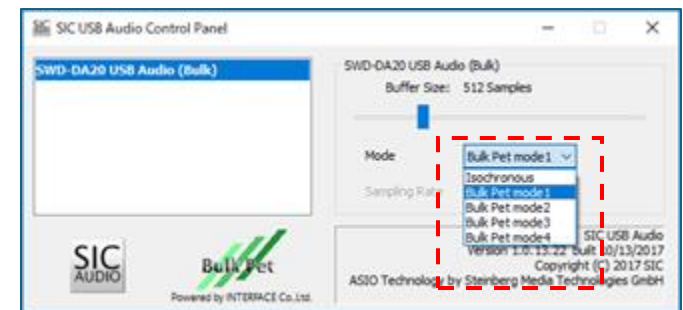 SIC USB Audio Control Panel
SWD-DA20 USB Audio (Bulk)
SWD-DA20 USB Audio (Bulk)
Buffer Size: 512 Samples
Mode
Bulk Pet mode1
Isochronous
Bulk Pet mode1
Bulk Pet mode2
Bulk Pet mode3
Bulk Pet mode4
Sampling Rate
SIC
AUDIO
Bulk Pet
Powered by INTERFACE Co.,Ltd.
SIC USB Audio
Version 1.0.13.22 built 10/13/2017
Copyright (C) 2017 SIC
ASIO Technology by Steinberg Media Technologies GmbH